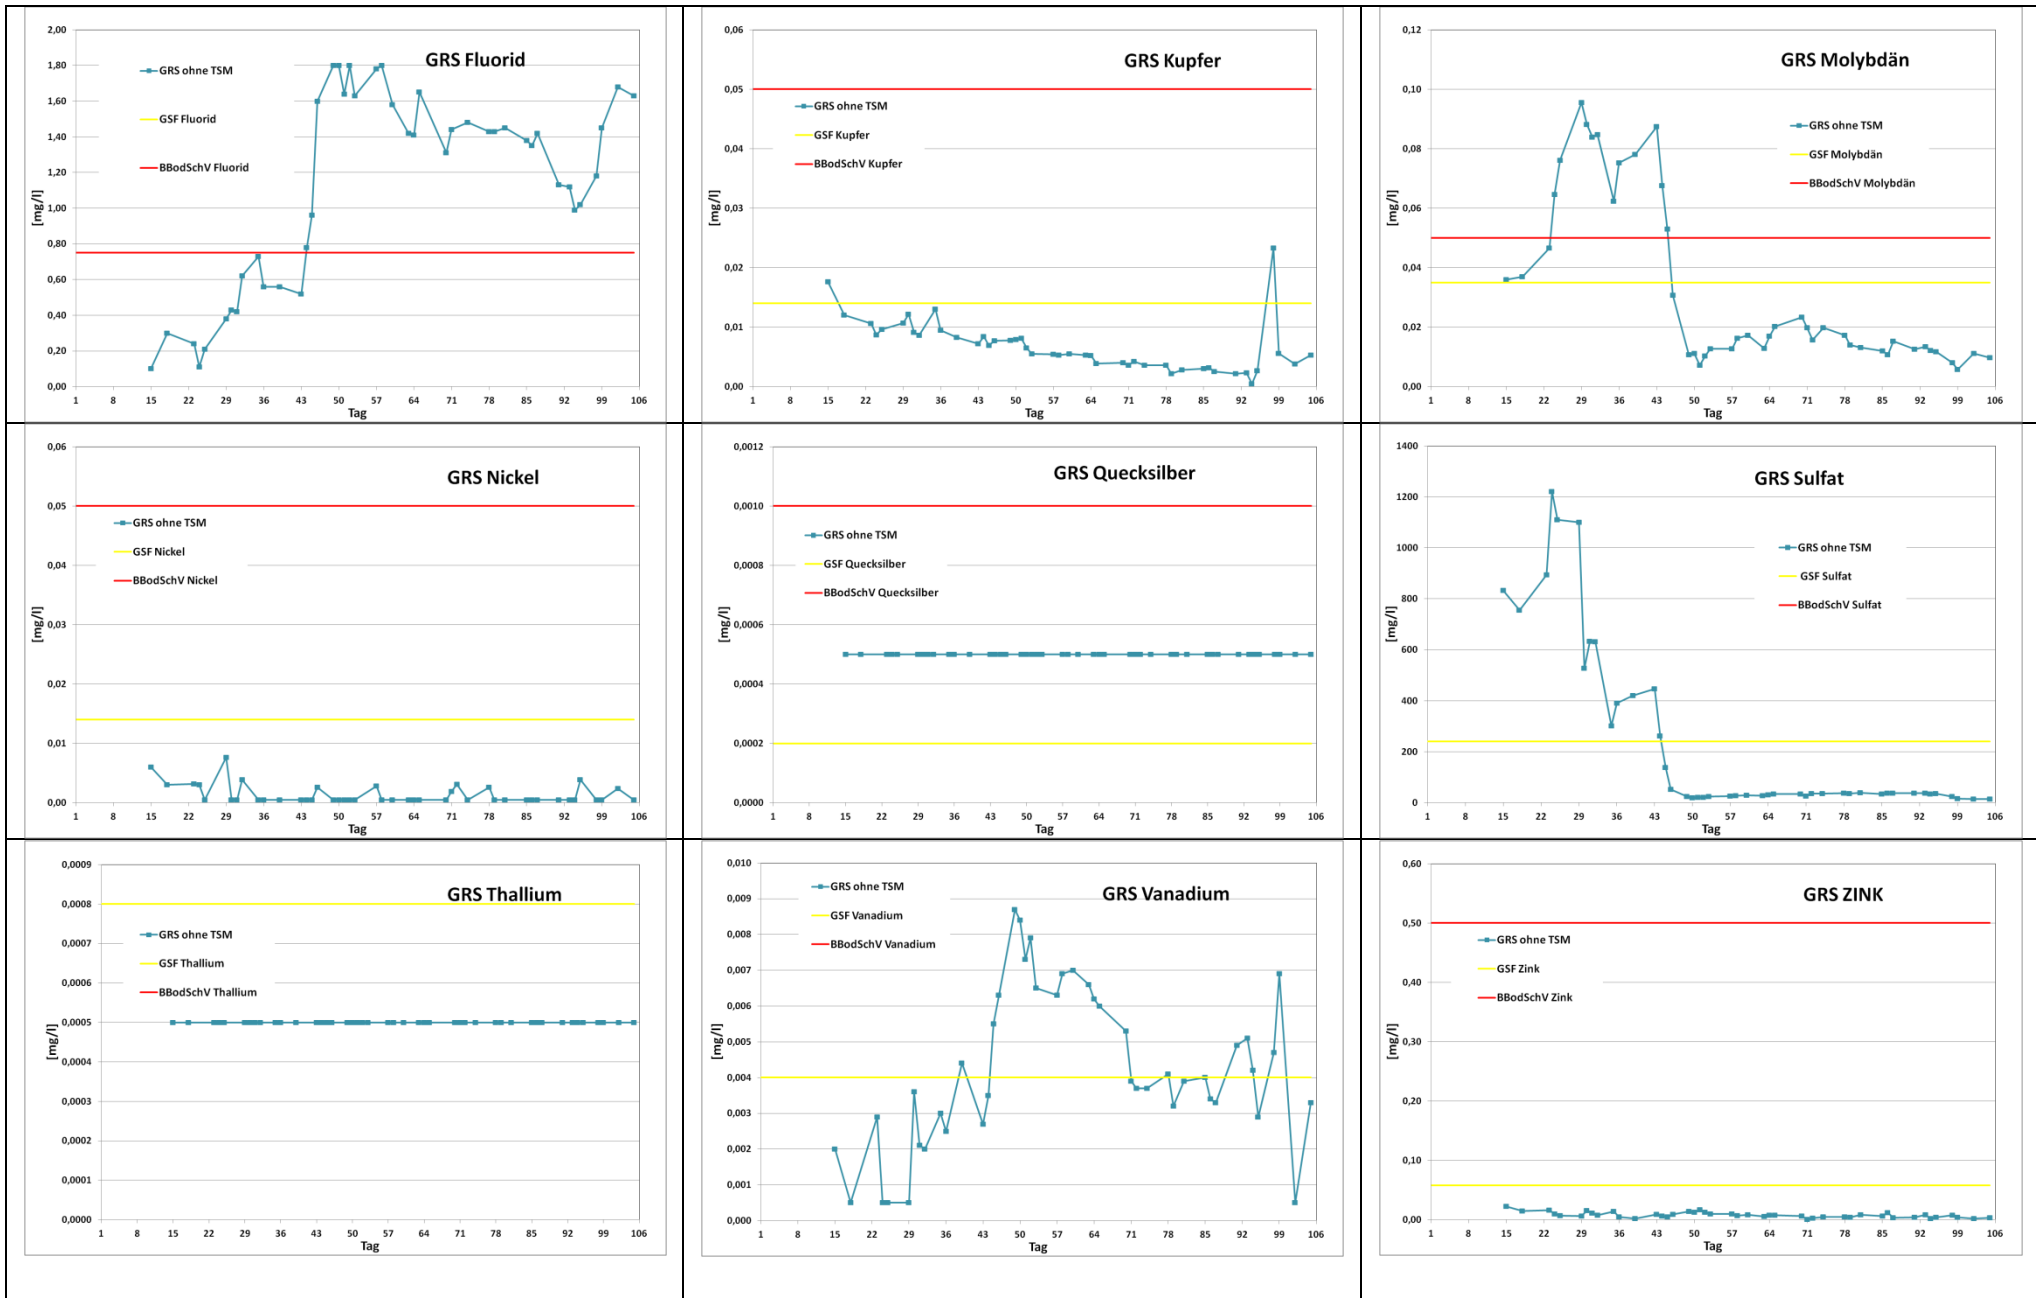 GRS Fluorid
GRS ohne TSM
GSF Fluorid
BBodSchV Fluorid
[mg/l]
2,00
1,80
1,60
1,40
1,20
1,00
0,80
0,60
0,40
0,20
0,00
1 8 15 22 29 36 43 50 57 64 71 78 85 92 99 106
Tag
GRS Kupfer
GRS ohne TSM
GSF Kupfer
BBodSchV Kupfer
[mg/l]
0,06
0,05
0,04
0,03
0,02
0,01
0,00
1 8 15 22 29 36 43 50 57 64 71 78 85 92 99 106
Tag
GRS Molybdän
GRS ohne TSM
GSF Molybdän
BBodSchV Molybdän
[mg/l]
0,12
0,10
0,08
0,06
0,04
0,02
0,00
1 8 15 22 29 36 43 50 57 64 71 78 85 92 99 106
Tag
GRS Nickel
GRS ohne TSM
GSF Nickel
BBodSchV Nickel
[mg/l]
0,06
0,05
0,04
0,03
0,02
0,01
0,00
1 8 15 22 29 36 43 50 57 64 71 78 85 92 99 106
Tag
GRS Quecksilber
GRS ohne TSM
GSF Quecksilber
BBodSchV Quecksilber
[mg/l]
0,0012
0,0010
0,0008
0,0006
0,0004
0,0002
0,0000
1 8 15 22 29 36 43 50 57 64 71 78 85 92 99 106
Tag
GRS Sulfat
GRS ohne TSM
GSF Sulfat
BBodSchV Sulfat
[mg/l]
1400
1200
1000
800
600
400
200
0
1 8 15 22 29 36 43 50 57 64 71 78 85 92 99 106
Tag
GRS Thallium
GRS ohne TSM
GSF Thallium
BBodSchV Thallium
[mg/l]
0,0009
0,0008
0,0007
0,0006
0,0005
0,0004
0,0003
0,0002
0,0001
0,0000
1 8 15 22 29 36 43 50 57 64 71 78 85 92 99 106
Tag
GRS Vanadium
GRS ohne TSM
GSF Vanadium
BBodSchV Vanadium
[mg/l]
0,010
0,009
0,008
0,007
0,006
0,005
0,004
0,003
0,002
0,001
0,000
1 8 15 22 29 36 43 50 57 64 71 78 85 92 99 106
Tag
GRS ZINK
GRS ohne TSM
GSF Zink
BBodSchV Zink
[mg/l]
0,60
0,50
0,40
0,30
0,20
0,10
0,00
1 8 15 22 29 36 43 50 57 64 71 78 85 92 99 106
Tag